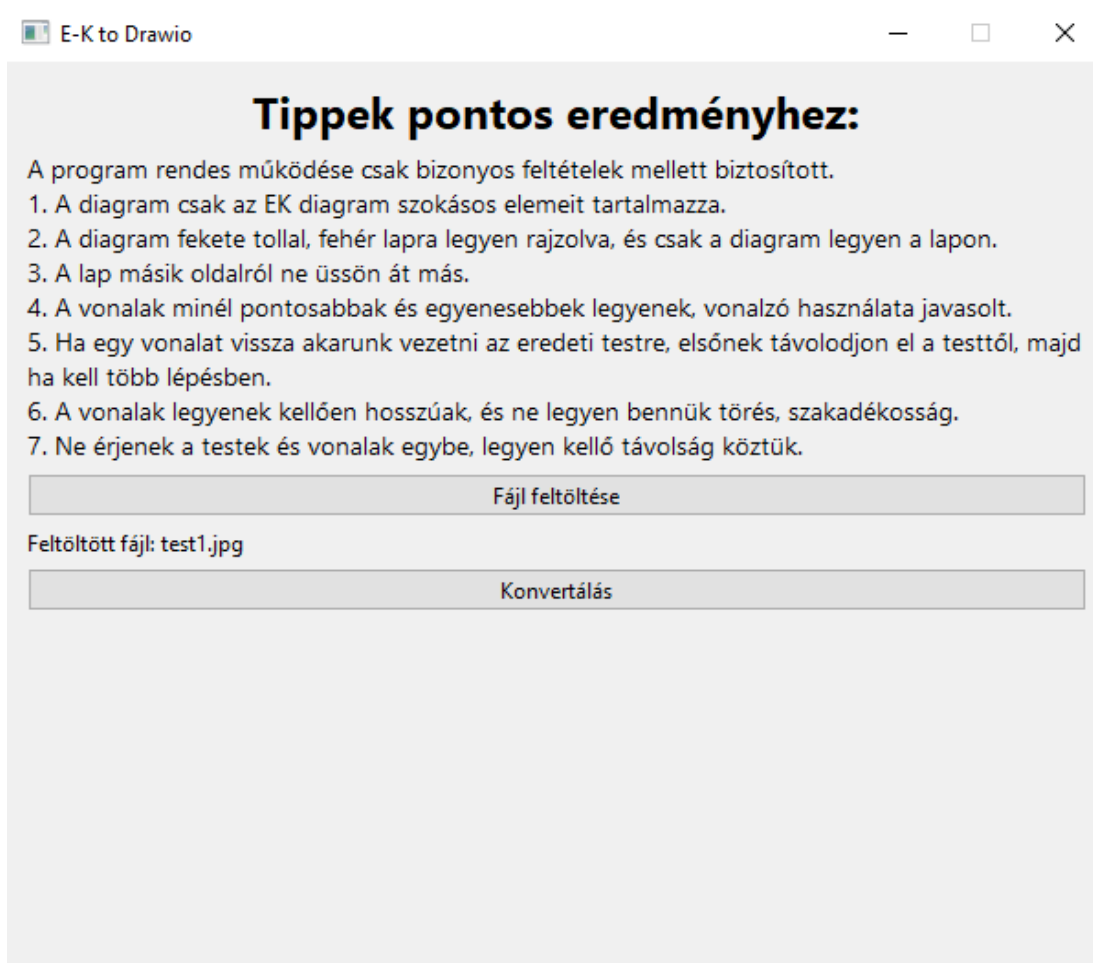 E-K to Drawio
Tippek pontos eredményhez:
A program rendes működése csak bizonyos feltételek mellett biztosított.
1. A diagram csak az EK diagram szokásos elemeit tartalmazza.
2. A diagram fekete tollal, fehér lapra legyen rajzolva, és csak a diagram legyen a lapon.
3. A lap másik oldalról ne üssön át más.
4. A vonalak minél pontosabbak és egyenesebbek legyenek, vonalzó használata javasolt.
5. Ha egy vonalat vissza akarunk vezetni az eredeti testre, elsőnek távolodjon el a testtől, majd
ha kell több lépésben.
6. A vonalak legyenek kellően hosszúak, és ne legyen bennük törés, szakadékosság.
7. Ne érjenek a testek és vonalak egybe, legyen kellő távolság köztük.
Fájl feltöltése
Feltöltött fájl: test1.jpg
Konvertálás